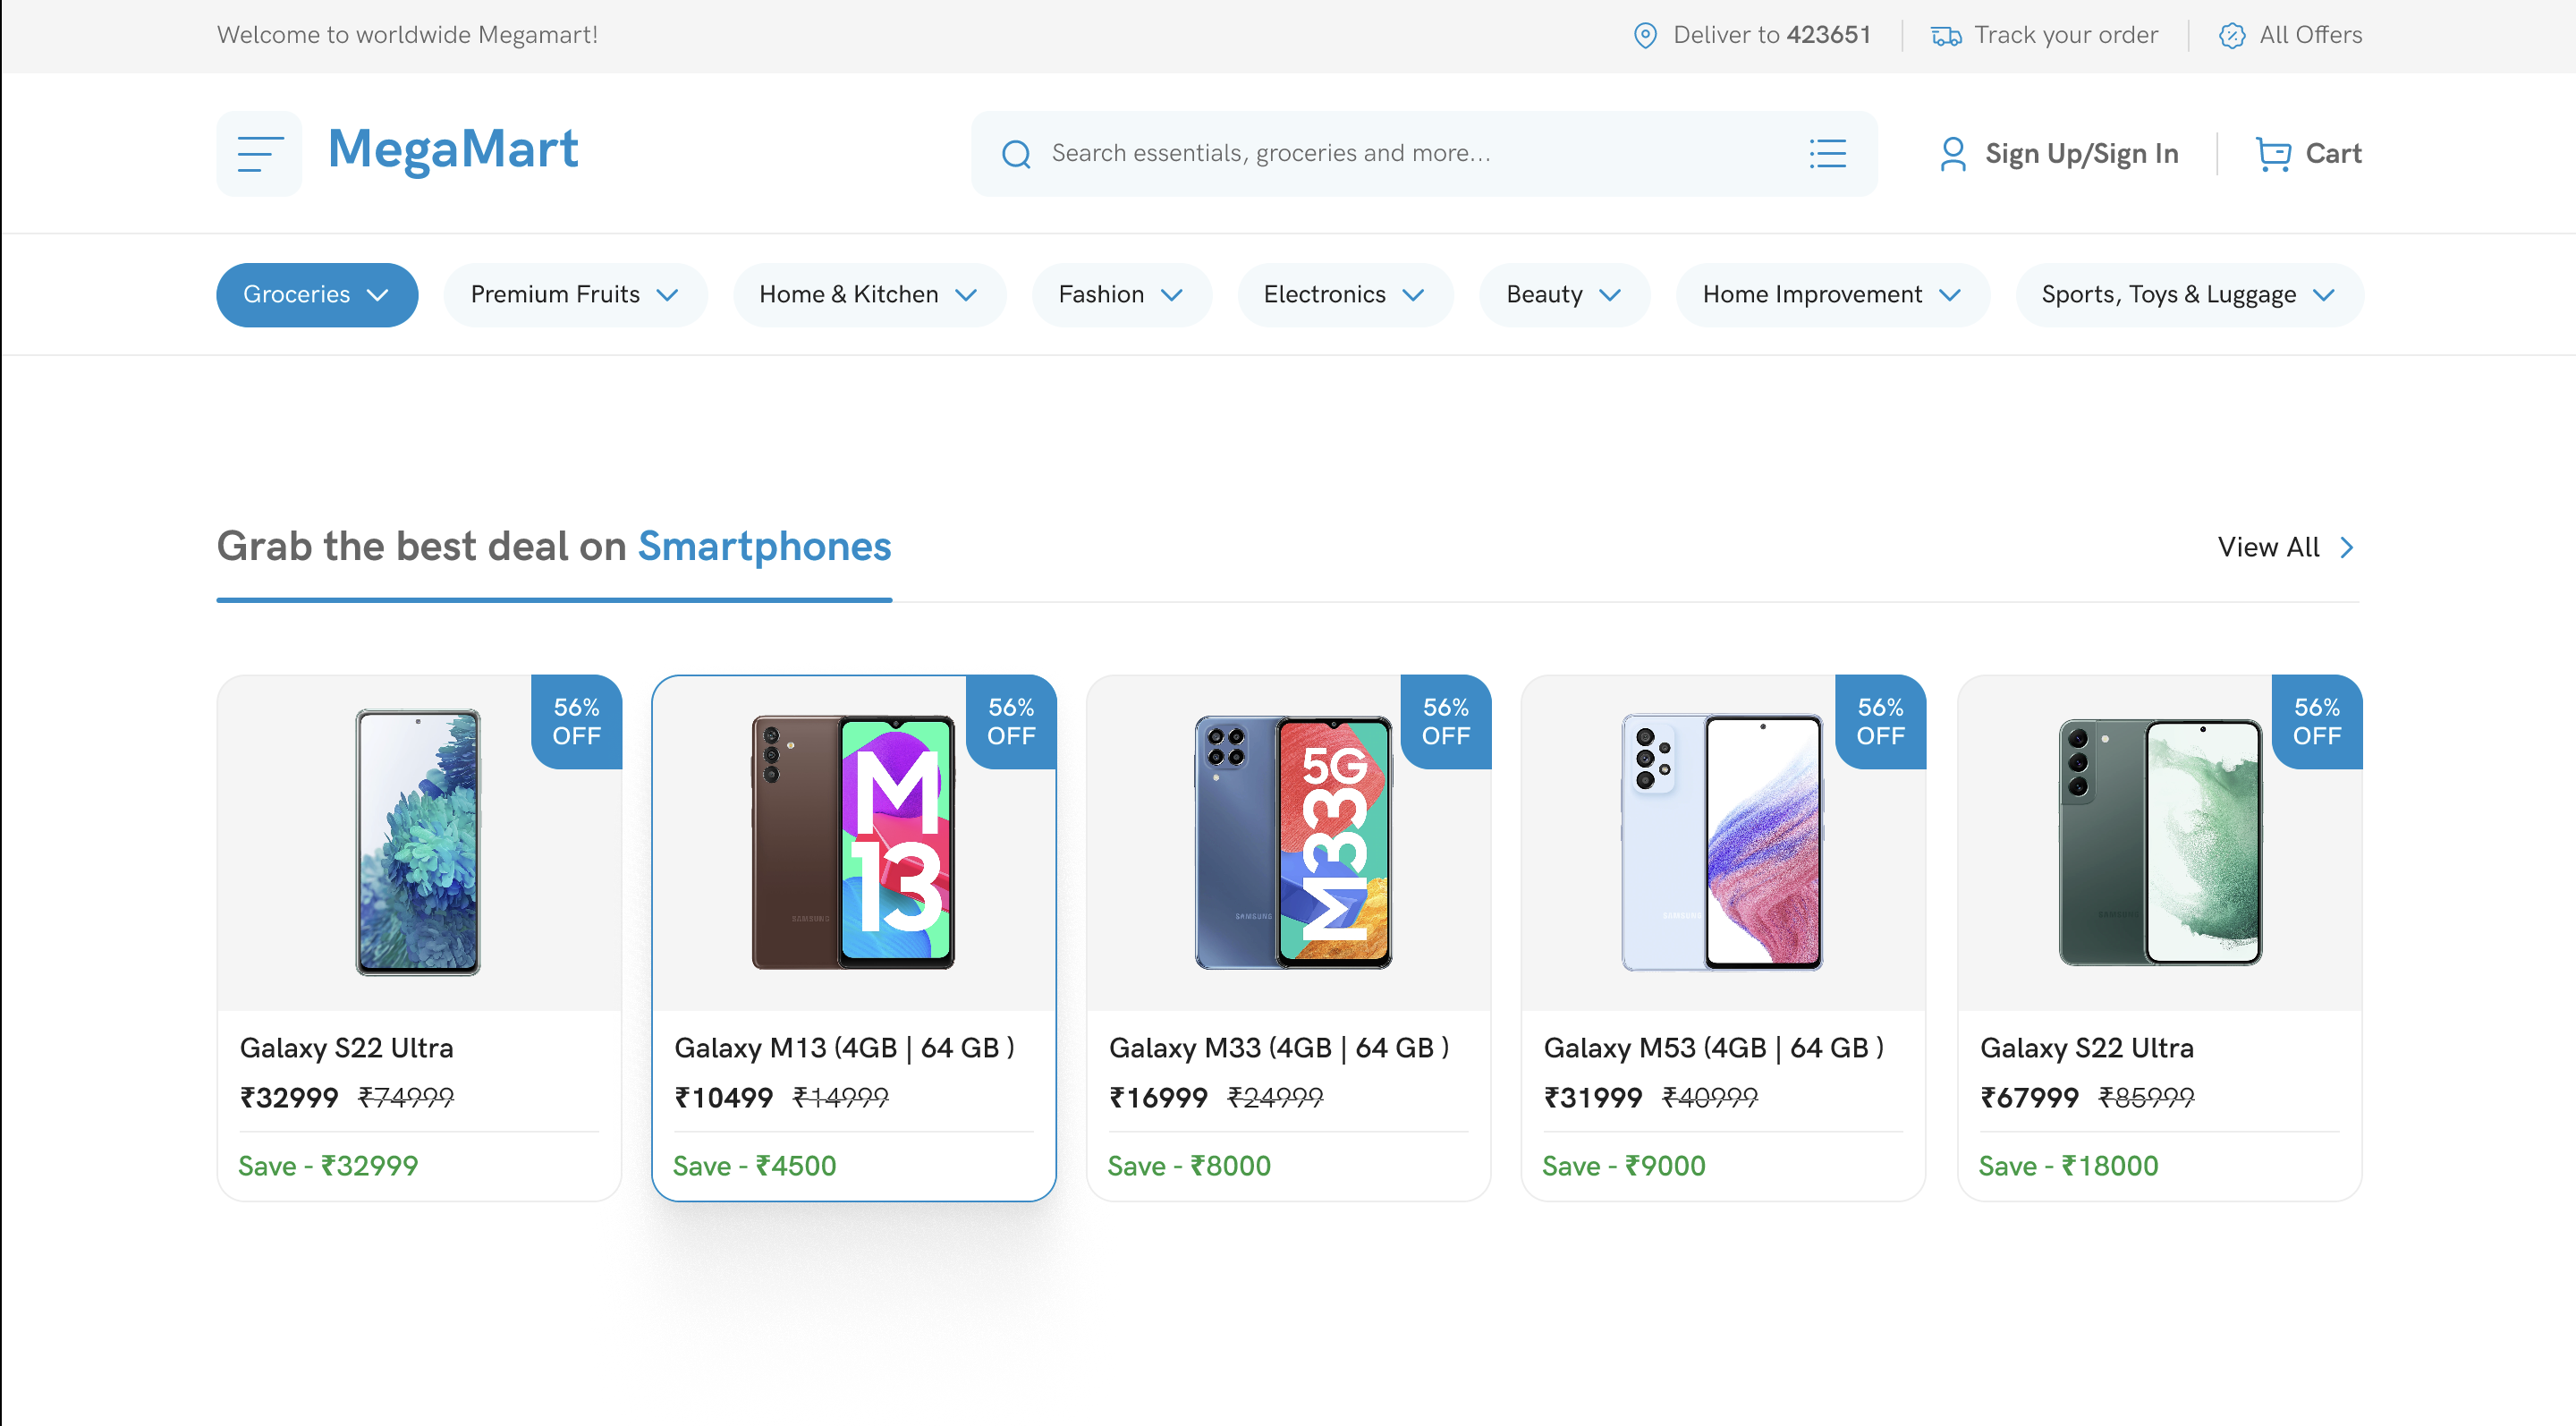 Welcome to worldwide Megamart!
Deliver to 423651
Track your order
All Offers
MegaMart
Search essentials, groceries and more...
Sign Up/Sign In
Cart
Groceries
Premium Fruits
Home & Kitchen
Fashion
Electronics
Beauty
Home Improvement
Sports, Toys & Luggage
Grab the best deal on Smartphones
View All
56%
OFF
Galaxy S22 Ultra
₹32999 ₹74999
Save - ₹32999
56%
OFF
M
13
SAMSUNG
Galaxy M13 (4GB | 64 GB )
₹10499 ₹14999
Save - ₹4500
56%
OFF
M33 5G
SAMSUNG
Galaxy M33 (4GB | 64 GB )
₹16999 ₹24999
Save - ₹8000
56%
OFF
SAMSUNG
Galaxy M53 (4GB | 64 GB )
₹31999 ₹40999
Save - ₹9000
56%
OFF
SAMSUNG
Galaxy S22 Ultra
₹67999 ₹85999
Save - ₹18000